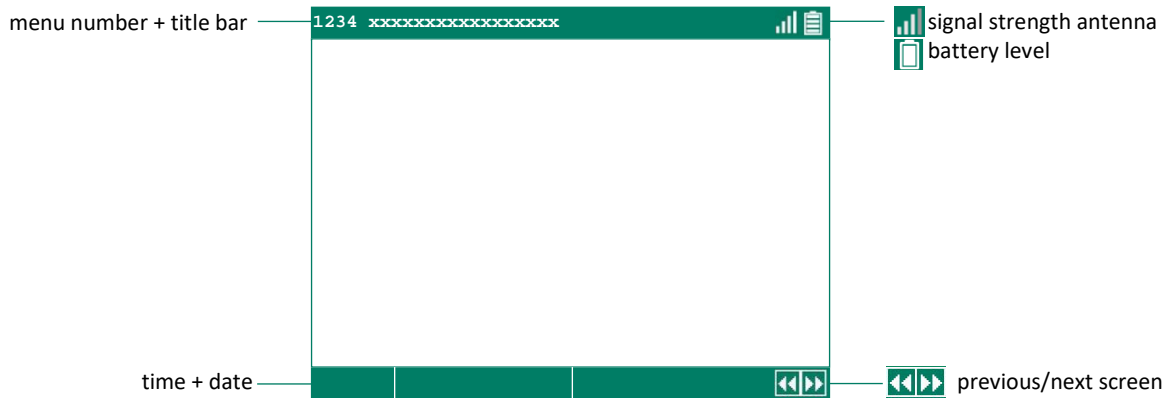 menu number + title bar
1234 xxxxxxxxxxxxxxxxx
signal strength antenna
battery level
time + date
previous/next screen